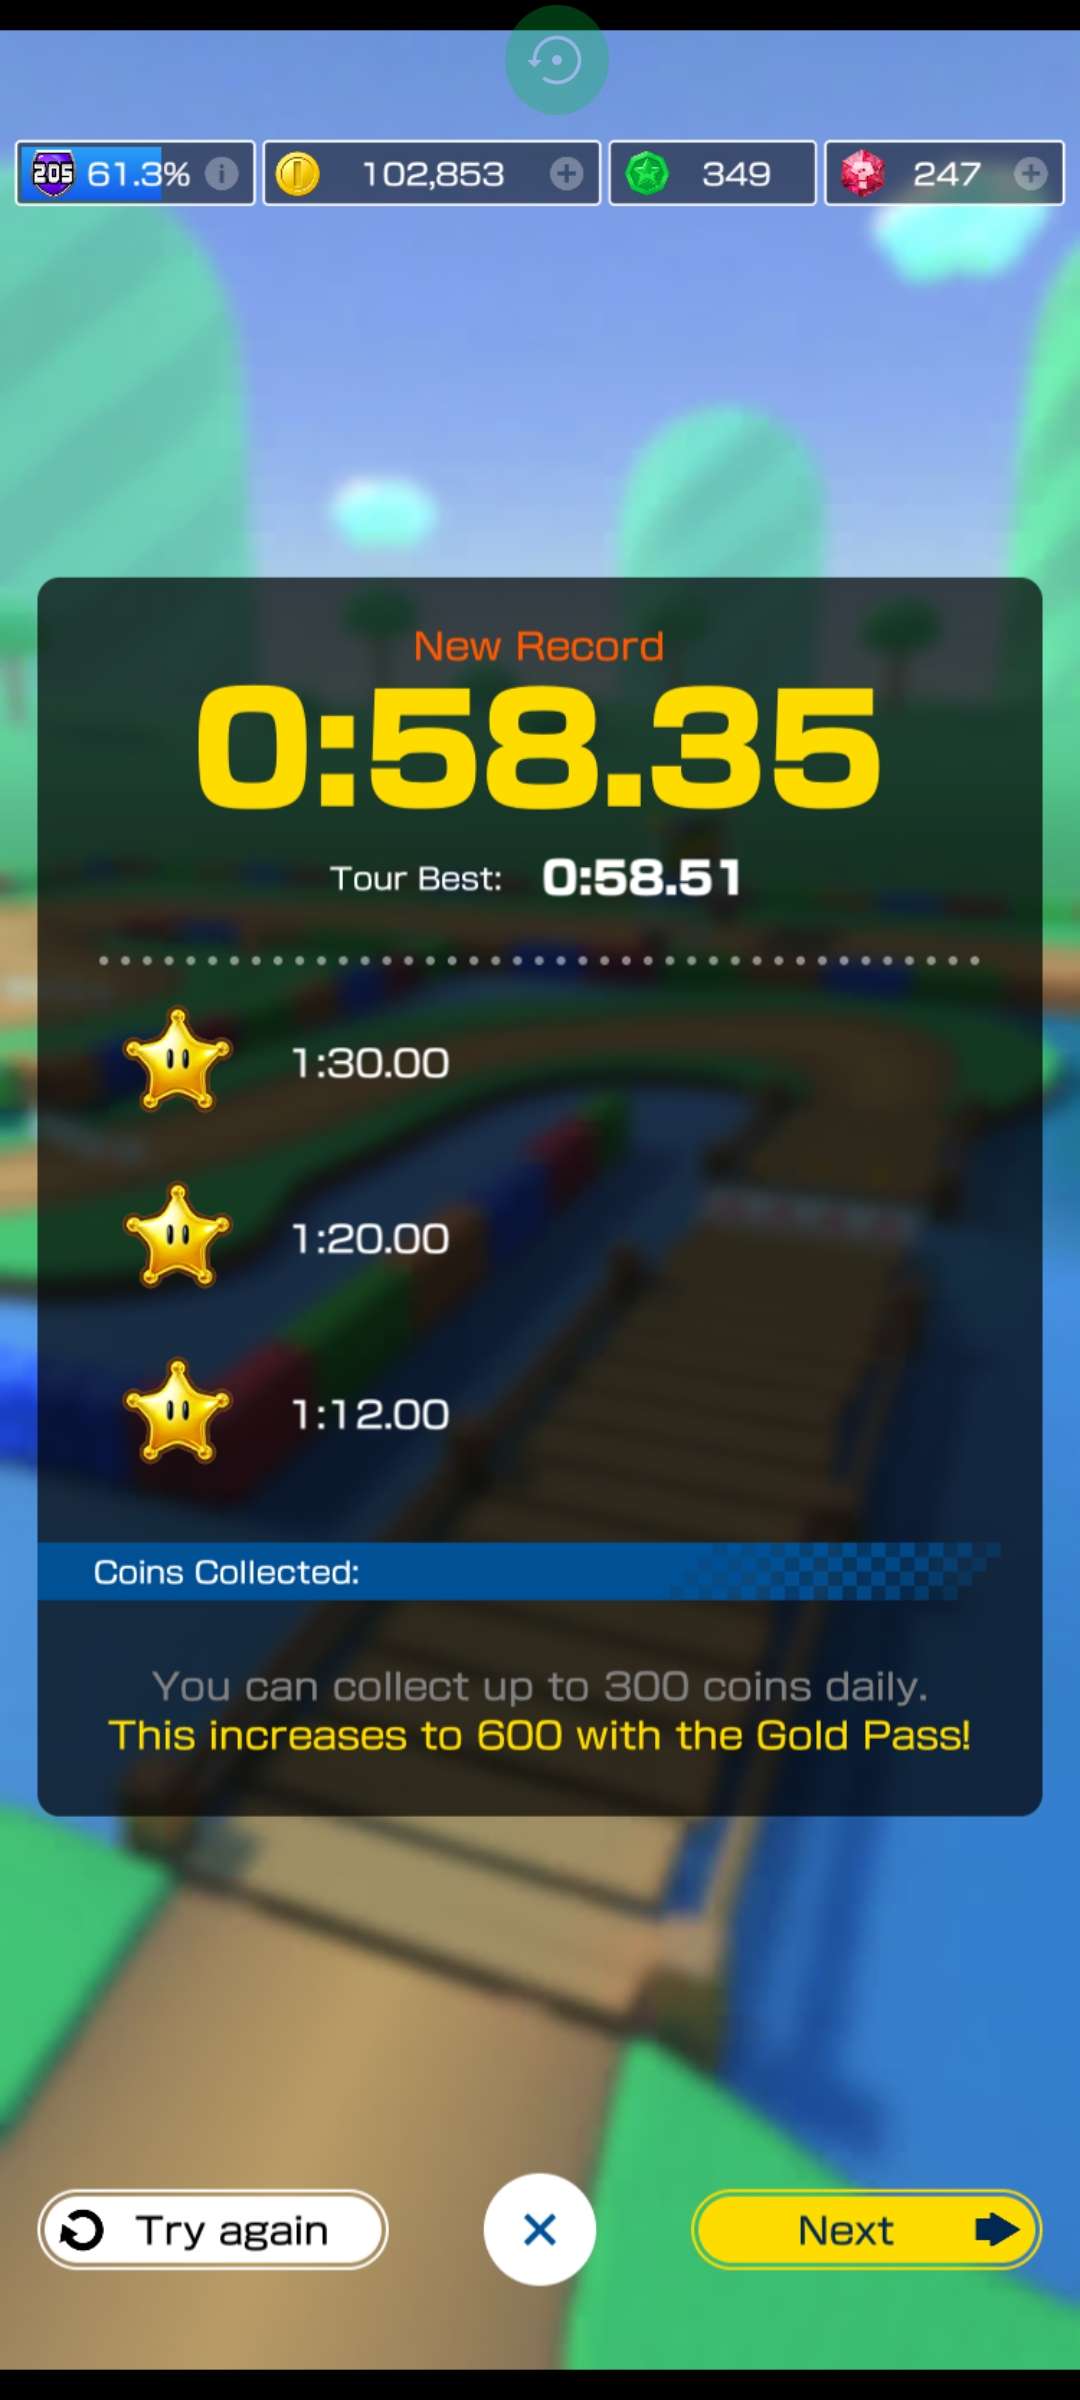 205 61.3% 102,853 349 247
New Record
0:58.35
Tour Best: 0:58.51
1:30.00
1:20.00
1:12.00
Coins Collected:
You can collect up to 300 coins daily.
This increases to 600 with the Gold Pass!
Try again Next